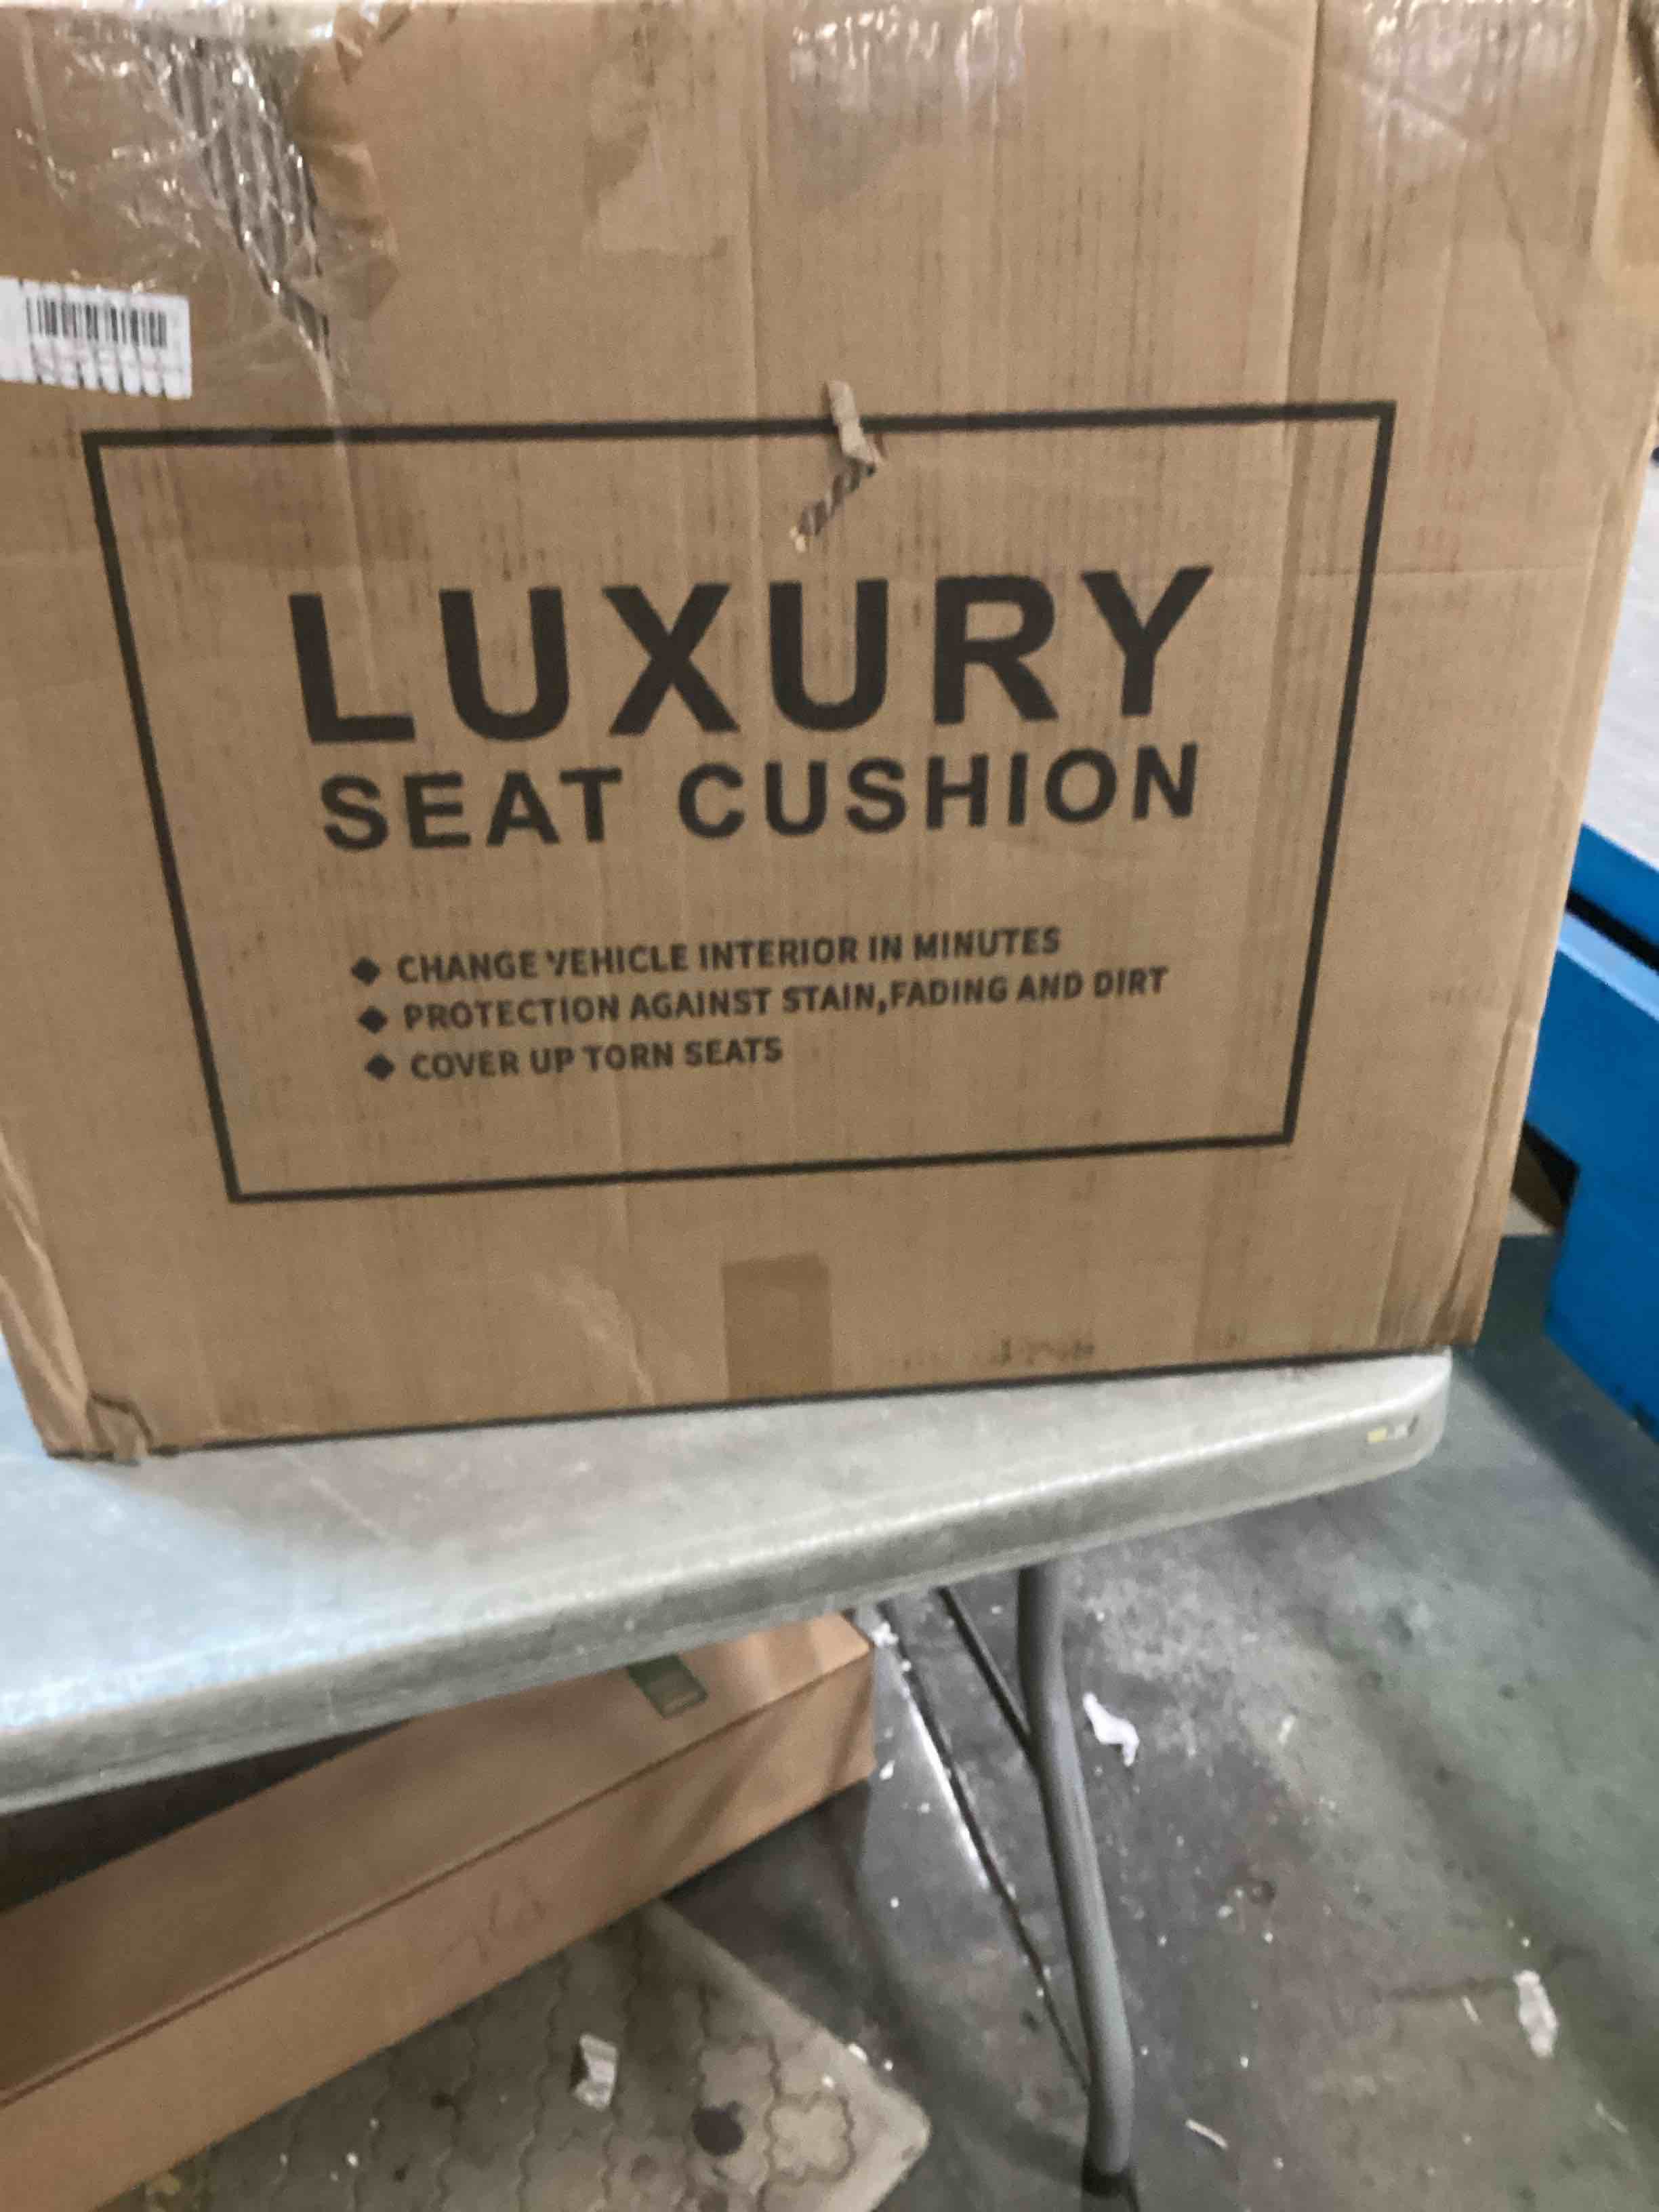 LUXURY
SEAT CUSHION
◆ CHANGE VEHICLE INTERIOR IN MINUTES
◆ PROTECTION AGAINST STAIN,FADING AND DIRT
◆ COVER UP TORN SEATS